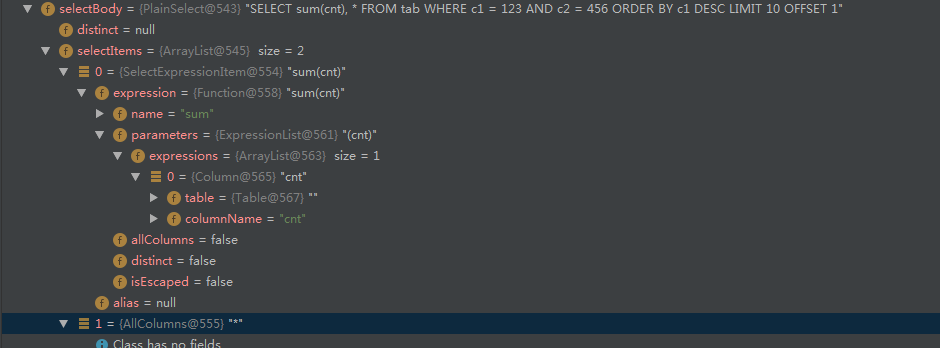 selectBody = {PlainSelect@543} "SELECT sum(cnt), * FROM tab WHERE c1 = 123 AND c2 = 456 ORDER BY c1 DESC LIMIT 10 OFFSET 1"
f distinct = null
f selectItems = {ArrayList@545} size = 2
0 = {SelectExpressionItem@554} "sum(cnt)"
f expression = {Function@558} "sum(cnt)"
f name = "sum"
f parameters = {ExpressionList@561} "(cnt)"
f expressions = {ArrayList@563} size = 1
0 = {Column@565} "cnt"
f table = {Table@567} ""
f columnName = "cnt"
f allColumns = false
f distinct = false
f isEscaped = false
f alias = null
1 = {AllColumns@555} "*"
Class has no fields